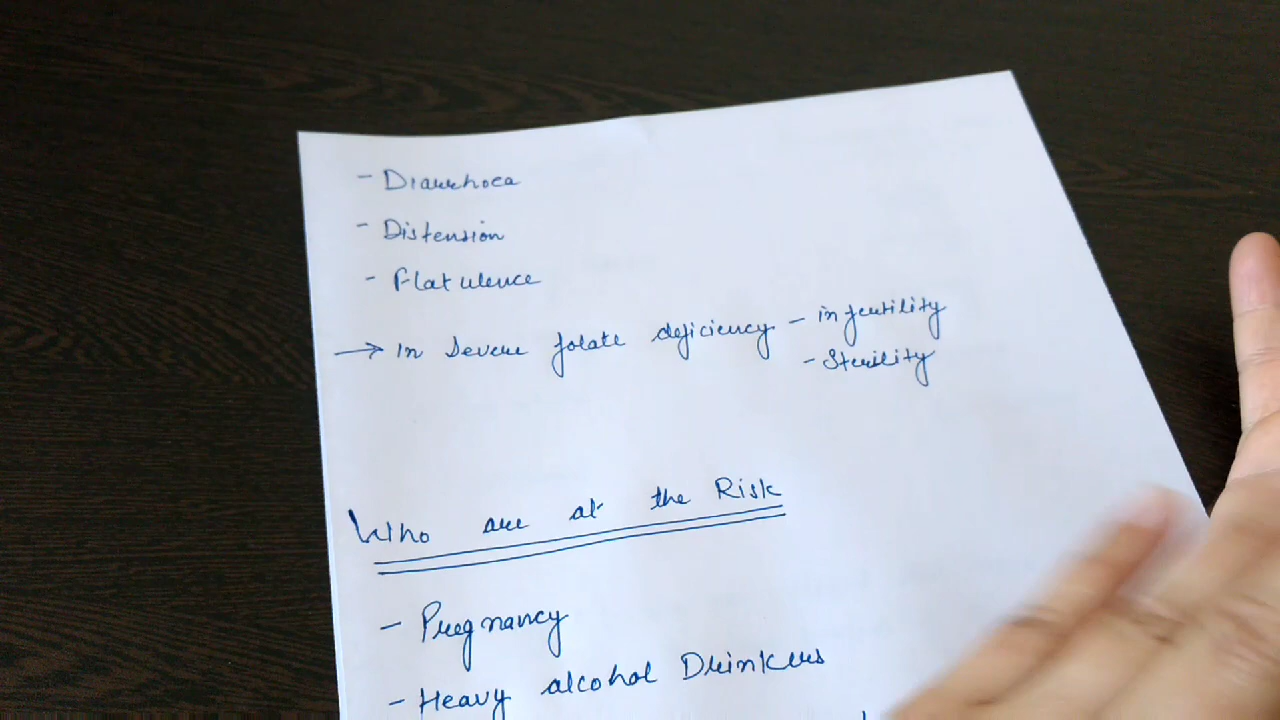 - Diarrhoea
- Distension
- Flatulence
→ In Severe folate deficiency - infertility
- Sterility
Who are at the Risk
- Pregnancy
- Heavy alcohol Drinkers